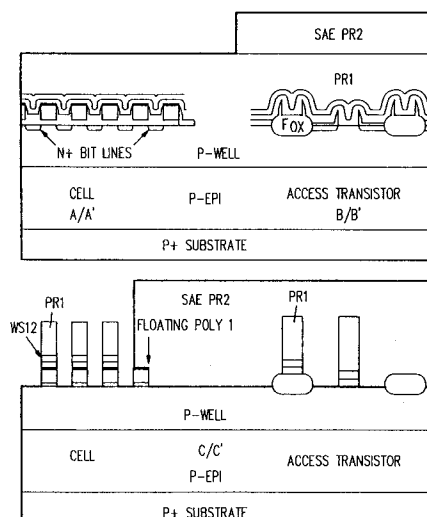 SAE PR2
PR1
FOX
N+ BIT LINES
P-WELL
CELL
A/A'
P-EPI
ACCESS TRANSISTOR
B/B'
P+ SUBSTRATE
PR1
SAE PR2
PR1
WS12
FLOATING POLY 1
P-WELL
CELL
C/C'
P-EPI
ACCESS TRANSISTOR
P+ SUBSTRATE